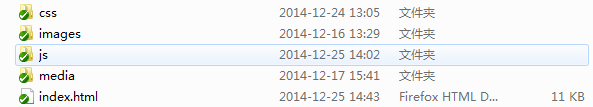 css 2014-12-24 13:05 文件夹
images 2014-12-16 13:29 文件夹
js 2014-12-25 14:02 文件夹
media 2014-12-17 15:41 文件夹
index.html 2014-12-25 14:43 Firefox HTML D... 11 KB